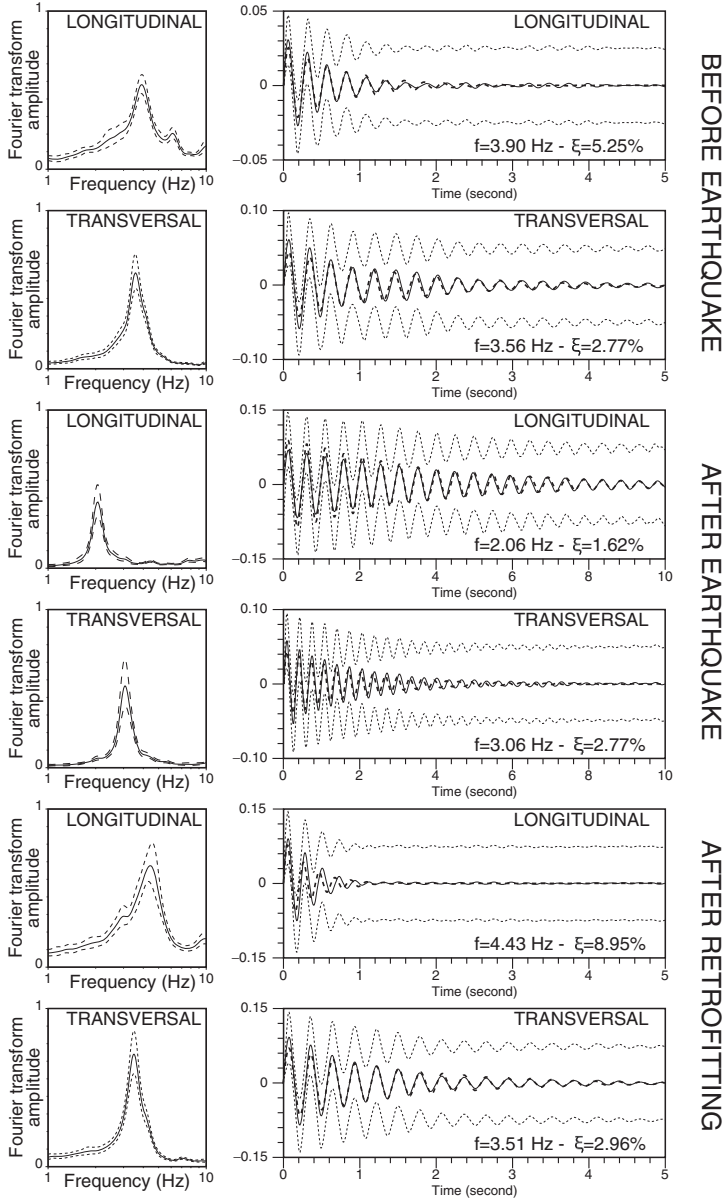 LONGITUDINAL
Fourier transform
amplitude
1
0
1
10
Frequency (Hz)
LONGITUDINAL
0.05
0
−0.05
f=3.90 Hz - ξ=5.25%
0 1 2 3 4 5
Time (second)
TRANSVERSAL
Fourier transform
amplitude
1
0
1
10
Frequency (Hz)
TRANSVERSAL
0.10
0
−0.10
f=3.56 Hz - ξ=2.77%
0 1 2 3 4 5
Time (second)
BEFORE EARTHQUAKE
LONGITUDINAL
Fourier transform
amplitude
1
0
1
10
Frequency (Hz)
LONGITUDINAL
0.15
0
−0.15
f=2.06 Hz - ξ=1.62%
0 2 4 6 8 10
Time (second)
TRANSVERSAL
Fourier transform
amplitude
1
0
1
10
Frequency (Hz)
TRANSVERSAL
0.10
0
−0.10
f=3.06 Hz - ξ=2.77%
0 2 4 6 8 10
Time (second)
AFTER EARTHQUAKE
LONGITUDINAL
Fourier transform
amplitude
1
0
1
10
Frequency (Hz)
LONGITUDINAL
0.15
0
−0.15
f=4.43 Hz - ξ=8.95%
0 1 2 3 4 5
Time (second)
TRANSVERSAL
Fourier transform
amplitude
1
0
1
10
Frequency (Hz)
TRANSVERSAL
0.15
0
−0.15
f=3.51 Hz - ξ=2.96%
0 1 2 3 4 5
Time (second)
AFTER RETROFITTING